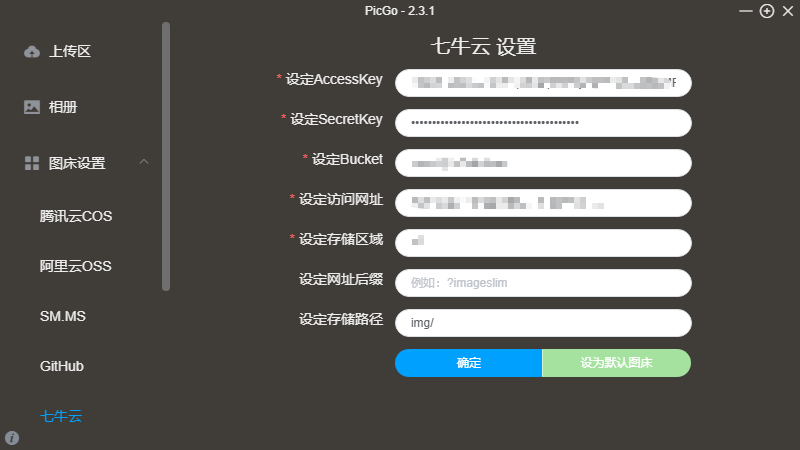 PicGo - 2.3.1
上传区
相册
图床设置
腾讯云COS
阿里云OSS
SM.MS
GitHub
七牛云
七牛云 设置
* 设定AccessKey
* 设定SecretKey
* 设定Bucket
* 设定访问网址
* 设定存储区域
设定网址后缀
例如：?imageslim
设定存储路径
img/
确定
设为默认图床